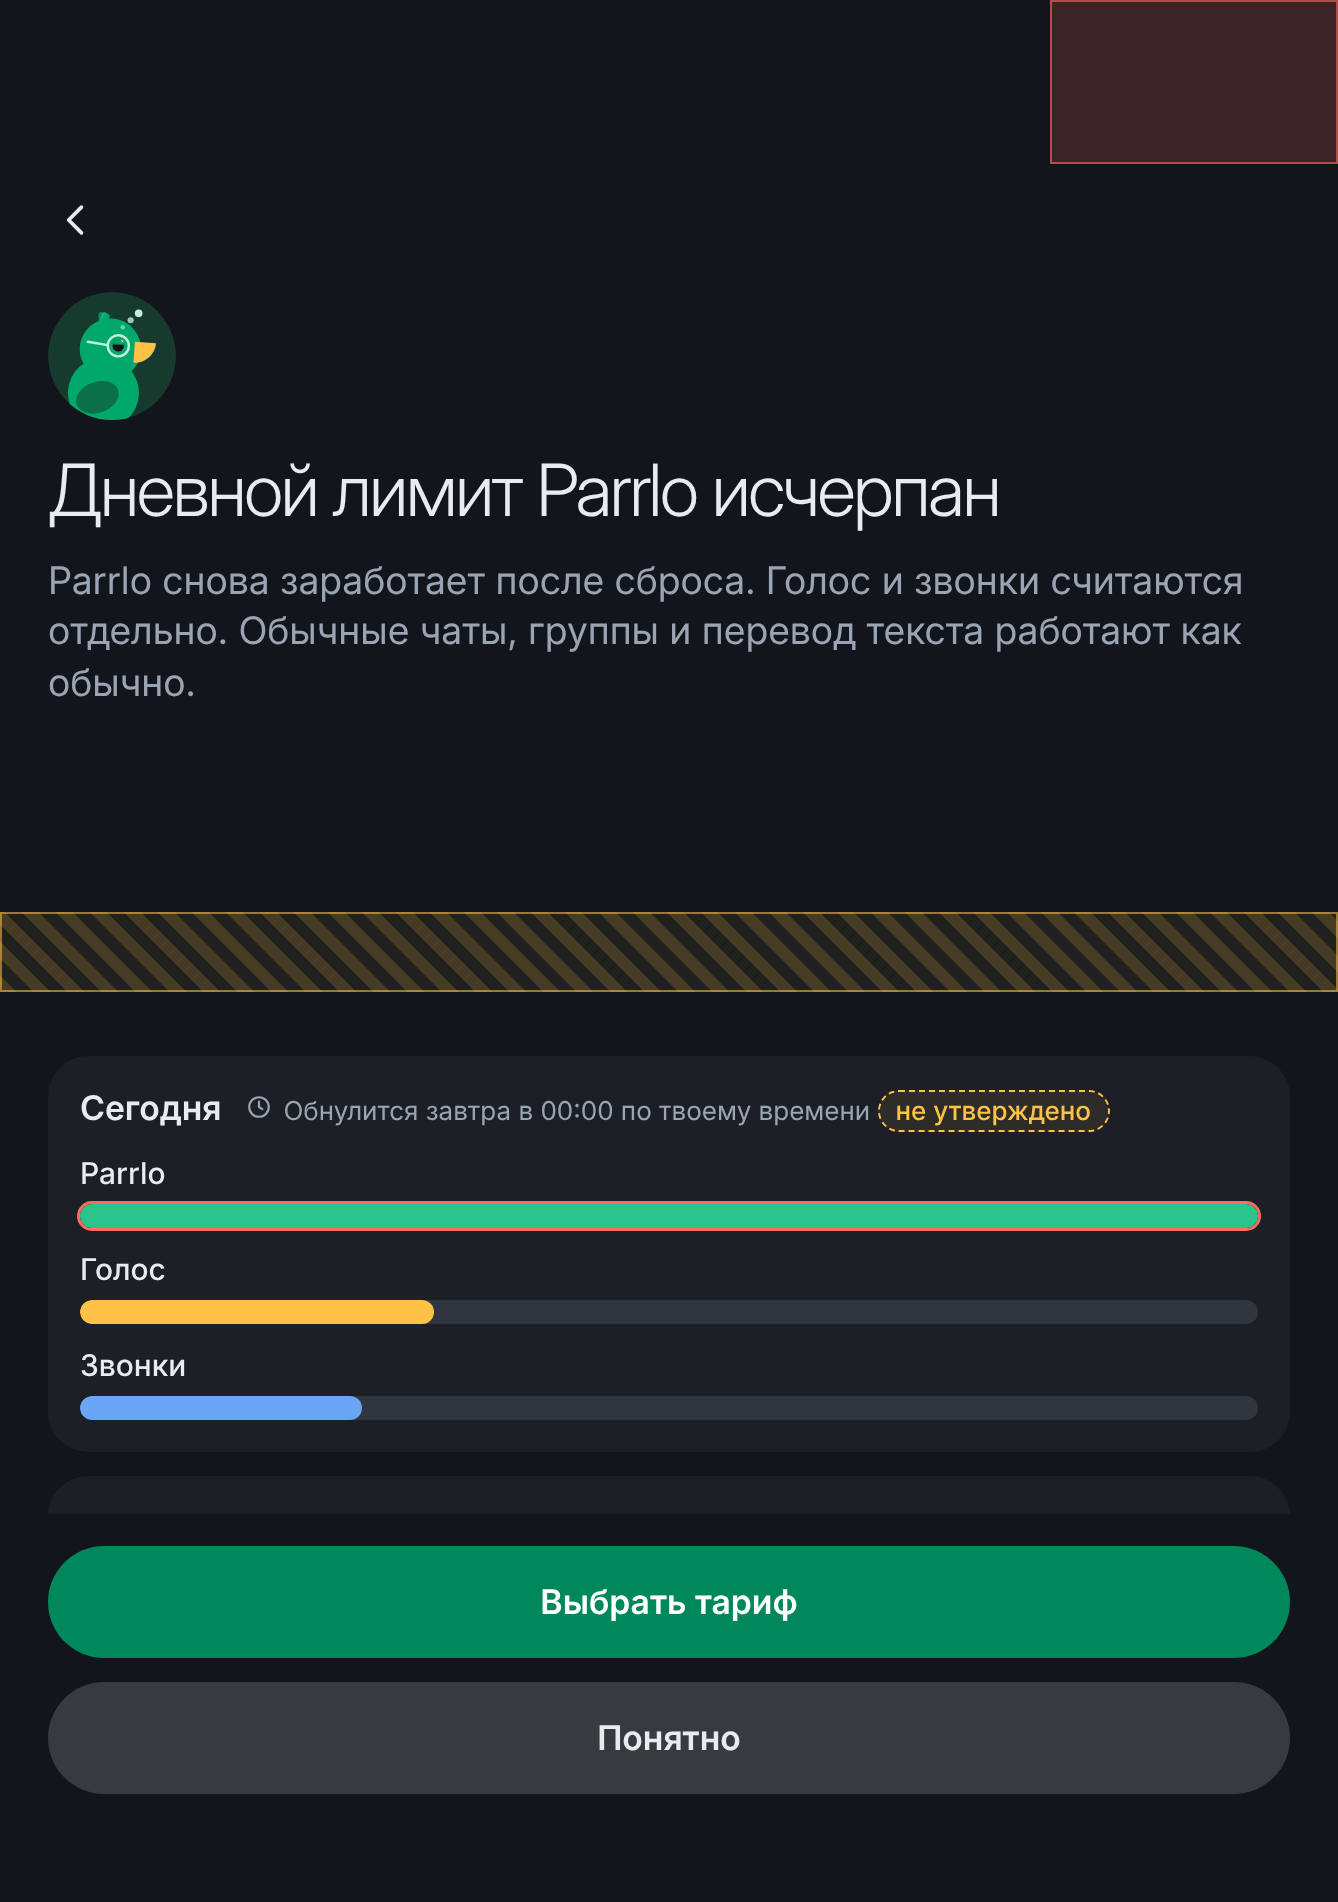 Дневной лимит Parrlo исчерпан
Parrlo снова заработает после сброса. Голос и звонки считаются
отдельно. Обычные чаты, группы и перевод текста работают как
обычно.
Сегодня Обнулится завтра в 00:00 по твоему времени не утверждено
Parrlo
Голос
Звонки
Выбрать тариф
Понятно